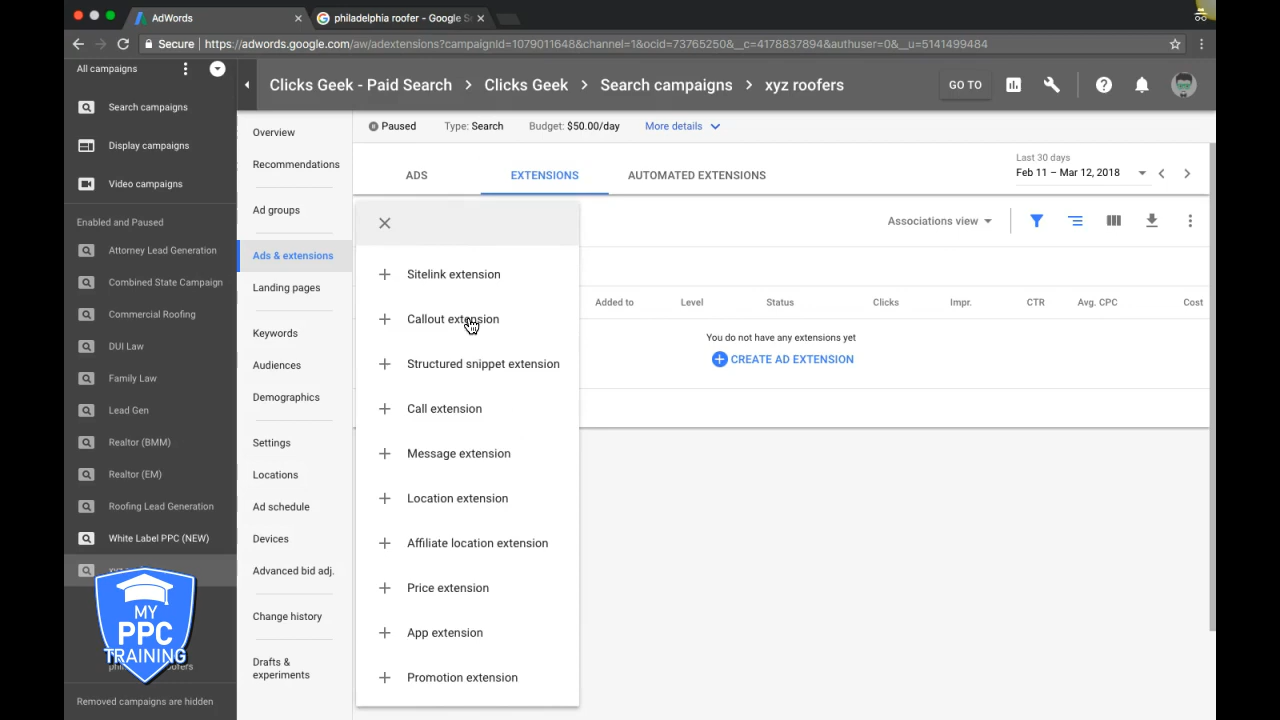 AdWords
philadelphia roofer - Google Se
Secure
https://adwords.google.com/aw/adextensions?campaignId=1079011648&channel=1&ocid=73765250&__c=4178837894&authuser=0&__u=5141499484
All campaigns
Clicks Geek - Paid Search > Clicks Geek > Search campaigns > xyz roofers
GO TO
Search campaigns
Display campaigns
Video campaigns
Enabled and Paused
Attorney Lead Generation
Combined State Campaign
Commercial Roofing
DUI Law
Family Law
Lead Gen
Realtor (BMM)
Realtor (EM)
Roofing Lead Generation
White Label PPC (NEW)
MY
PPC
TRAINING
Removed campaigns are hidden
Overview
Recommendations
Ad groups
Ads & extensions
Landing pages
Keywords
Audiences
Demographics
Settings
Locations
Ad schedule
Devices
Advanced bid adj.
Change history
Drafts &
experiments
Paused
Type: Search
Budget: $50.00/day
More details
ADS
EXTENSIONS
AUTOMATED EXTENSIONS
Last 30 days
Feb 11 – Mar 12, 2018
Associations view
Sitelink extension
Callout extension
Structured snippet extension
Call extension
Message extension
Location extension
Affiliate location extension
Price extension
App extension
Promotion extension
Added to
Level
Status
Clicks
Impr.
CTR
Avg. CPC
Cost
You do not have any extensions yet
CREATE AD EXTENSION